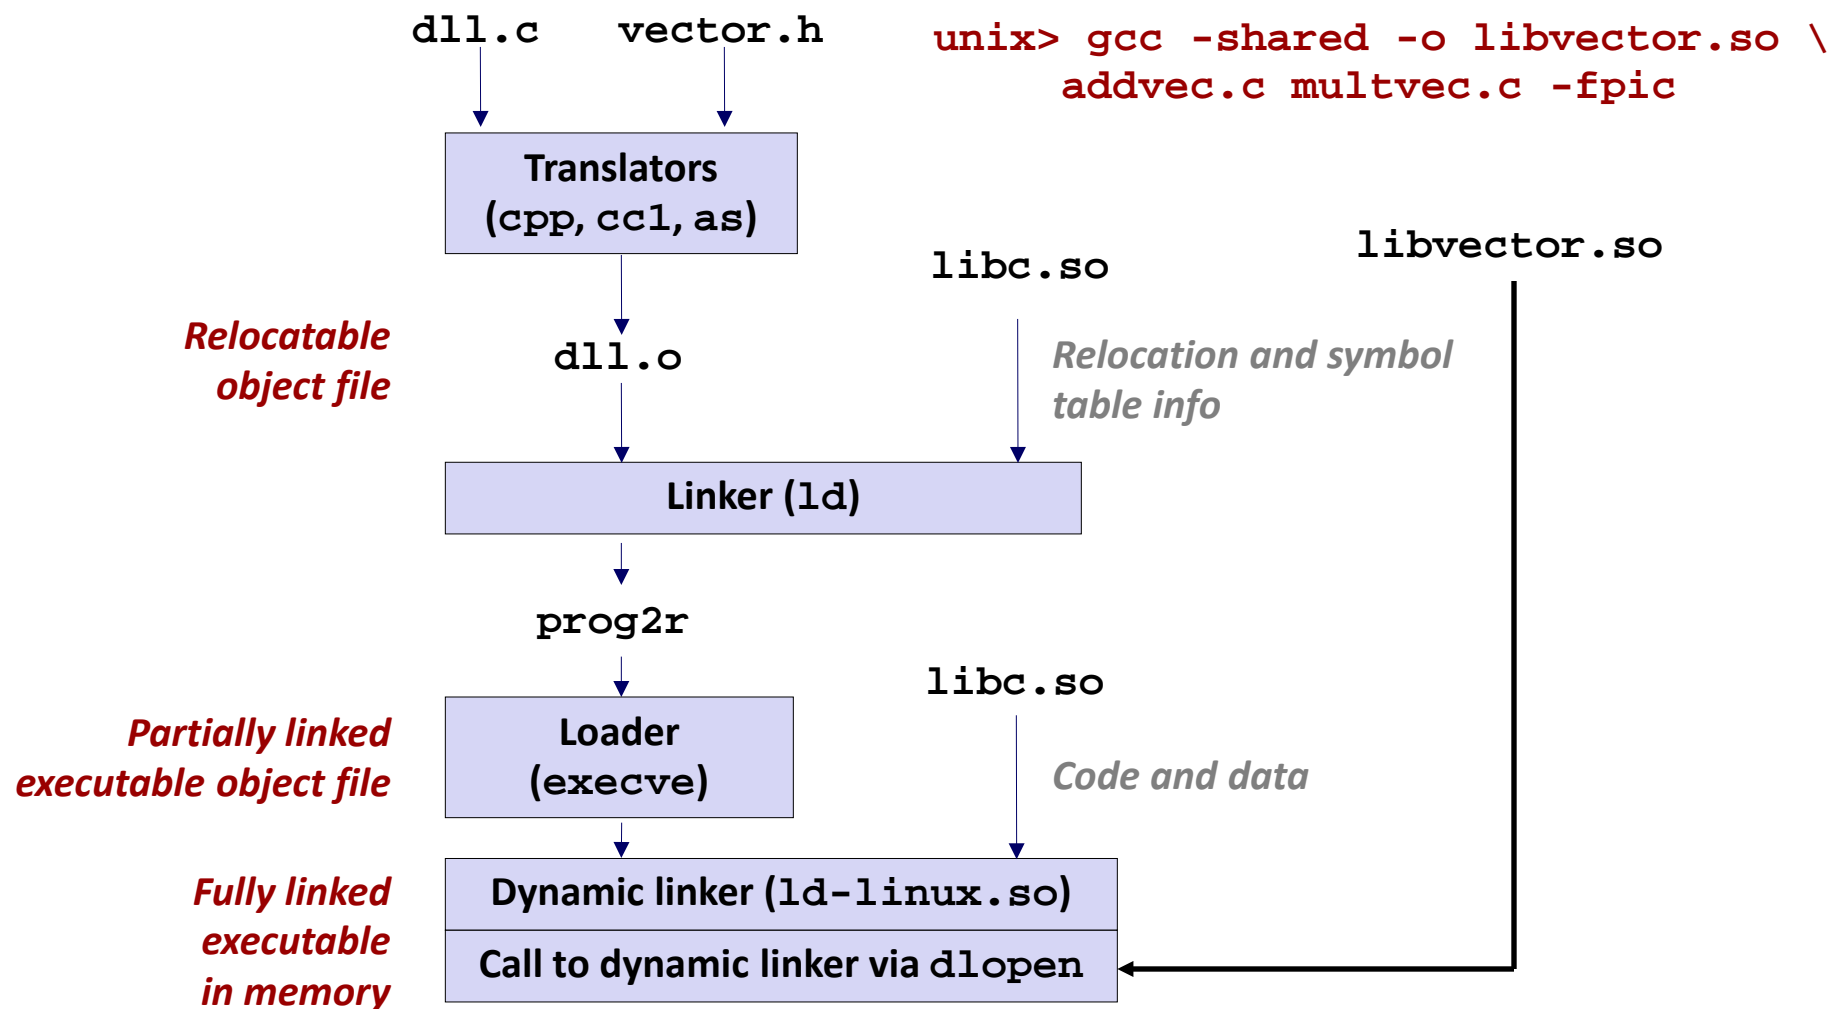 dll.c vector.h
unix> gcc -shared -o libvector.so \
addvec.c multvec.c -fpic
Translators
(cpp, cc1, as)
libc.so
libvector.so
Relocatable
object file
dll.o
Relocation and symbol
table info
Linker (ld)
prog2r
libc.so
Partially linked
executable object file
Loader
(execve)
Code and data
Fully linked
executable
in memory
Dynamic linker (ld-linux.so)
Call to dynamic linker via dlopen